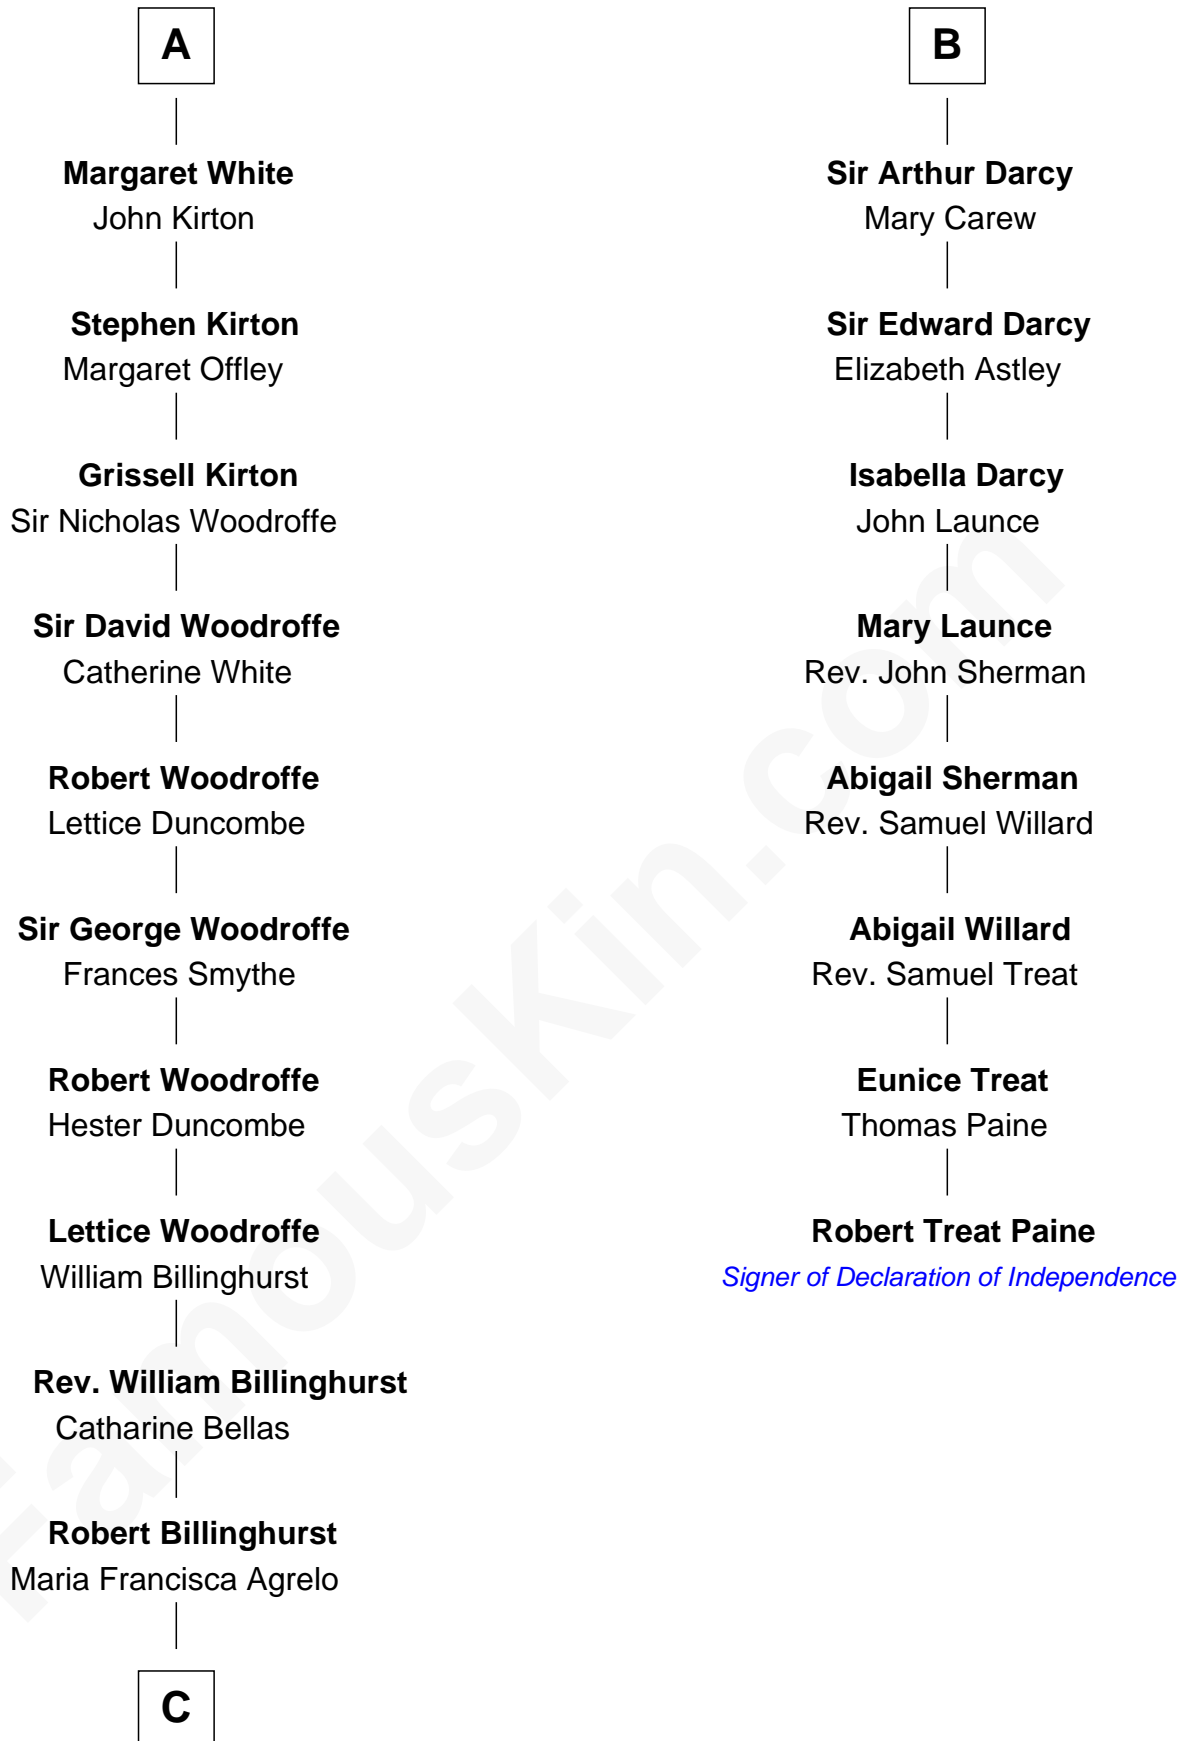 A
Margaret White
John Kirton
Stephen Kirton
Margaret Offley
Grissell Kirton
Sir Nicholas Woodroffe
Sir David Woodroffe
Catherine White
Robert Woodroffe
Lettice Duncombe
Sir George Woodroffe
Frances Smythe
Robert Woodroffe
Hester Duncombe
Lettice Woodroffe
William Billinghurst
Rev. William Billinghurst
Catharine Bellas
Robert Billinghurst
Maria Francisca Agrelo
C
B
Sir Arthur Darcy
Mary Carew
Sir Edward Darcy
Elizabeth Astley
Isabella Darcy
John Launce
Mary Launce
Rev. John Sherman
Abigail Sherman
Rev. Samuel Willard
Abigail Willard
Rev. Samuel Treat
Eunice Treat
Thomas Paine
Robert Treat Paine
Signer of Declaration of Independence
FamousKin.com